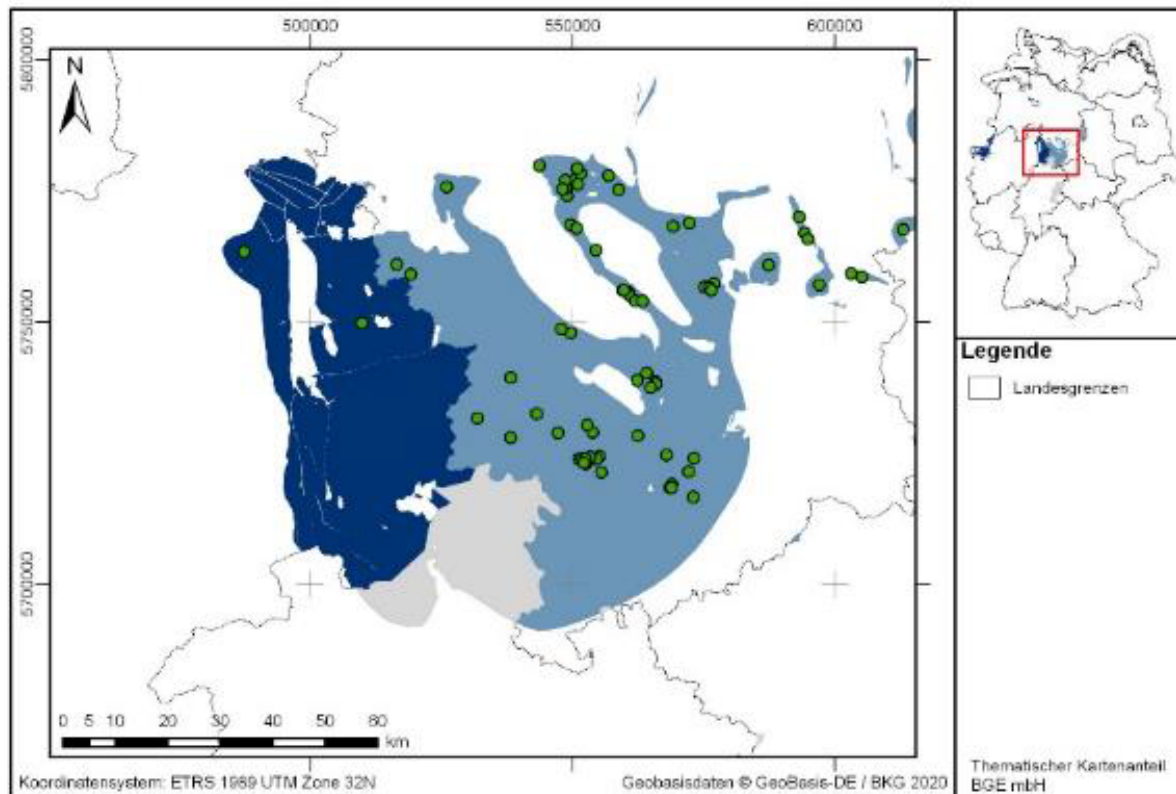 500000 550000 600000
5800000
5750000
5700000
N
0 5 10 20 30 40 50 60
km
Koordinatensystem: ETRS 1989 UTM Zone 32N
Geobasisdaten © GeoBasis-DE / BKG 2020
Legende
Landesgrenzen
Thematischer Kartenanteil
BGE mbH